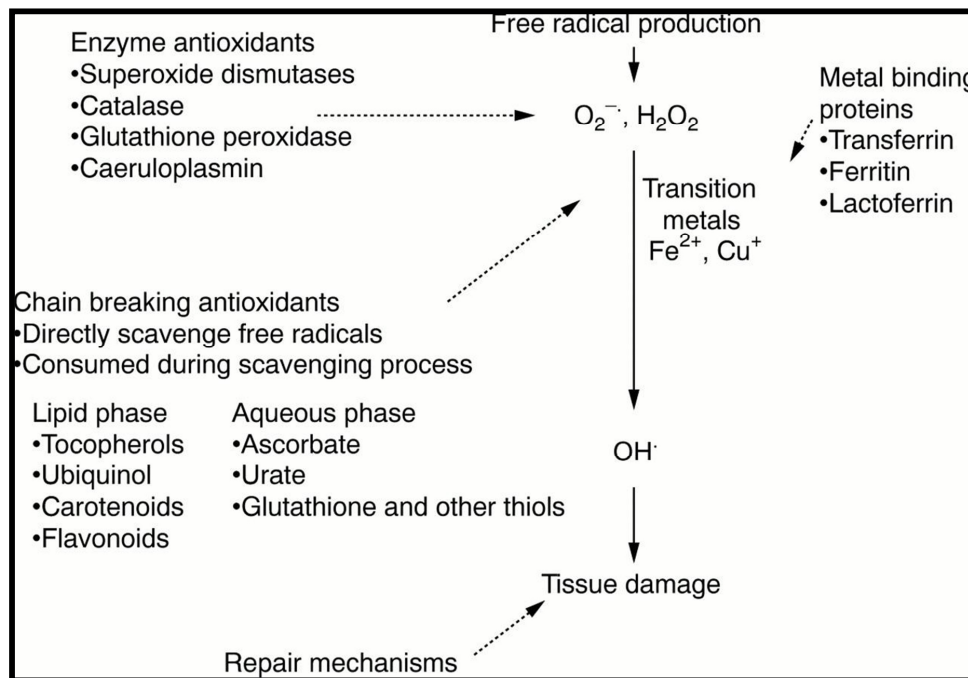 Free radical production
Enzyme antioxidants
•Superoxide dismutases
•Catalase
•Glutathione peroxidase
•Caeruloplasmin
O₂⁻·, H₂O₂
Metal binding
proteins
•Transferrin
•Ferritin
•Lactoferrin
Transition
metals
Fe²⁺, Cu⁺
Chain breaking antioxidants
•Directly scavenge free radicals
•Consumed during scavenging process
Lipid phase
•Tocopherols
•Ubiquinol
•Carotenoids
•Flavonoids
Aqueous phase
•Ascorbate
•Urate
•Glutathione and other thiols
OH·
Tissue damage
Repair mechanisms